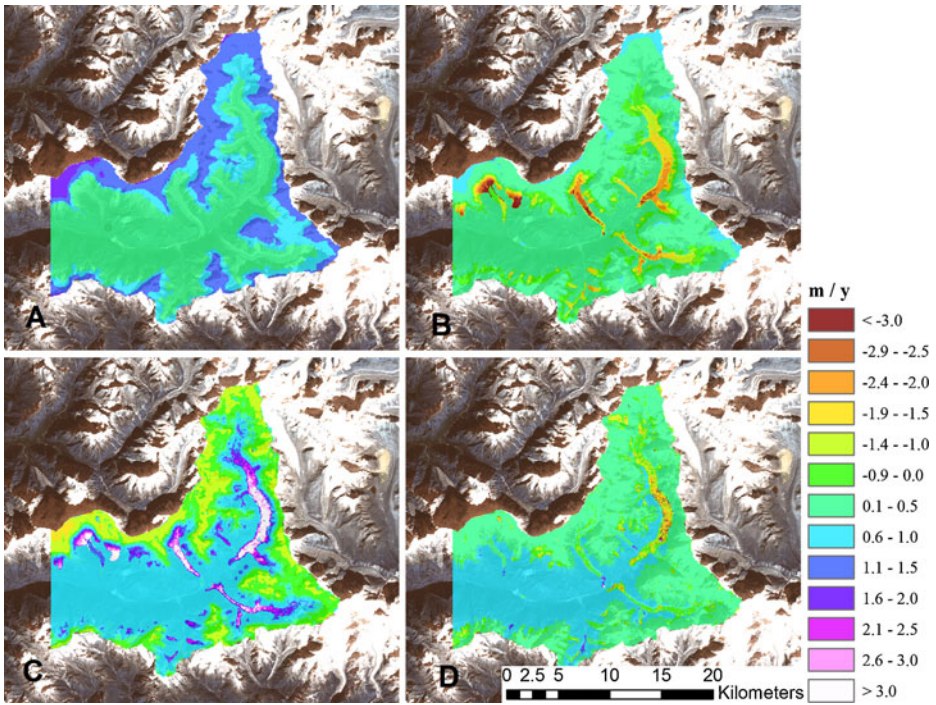 A
B
C
D
m / y
< -3.0
-2.9 - -2.5
-2.4 - -2.0
-1.9 - -1.5
-1.4 - -1.0
-0.9 - 0.0
0.1 - 0.5
0.6 - 1.0
1.1 - 1.5
1.6 - 2.0
2.1 - 2.5
2.6 - 3.0
> 3.0
0 2.5 5 10 15 20
Kilometers